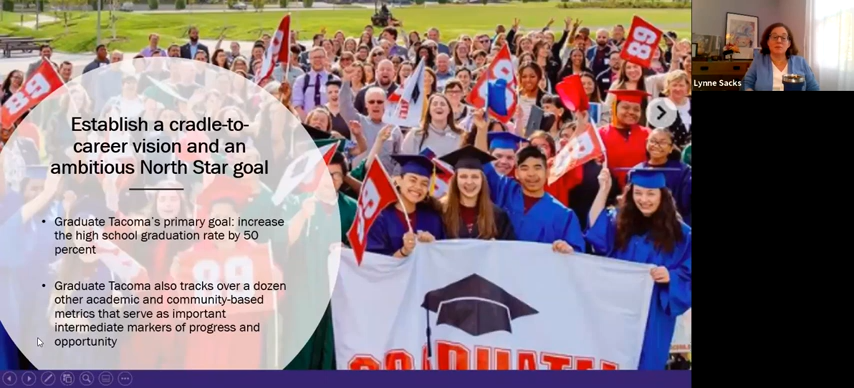 Establish a cradle-to-
career vision and an
ambitious North Star goal
• Graduate Tacoma's primary goal: increase
the high school graduation rate by 50
percent
• Graduate Tacoma also tracks over a dozen
other academic and community-based
metrics that serve as important
intermediate markers of progress and
opportunity
89
89
89
89
Lynne Sacks